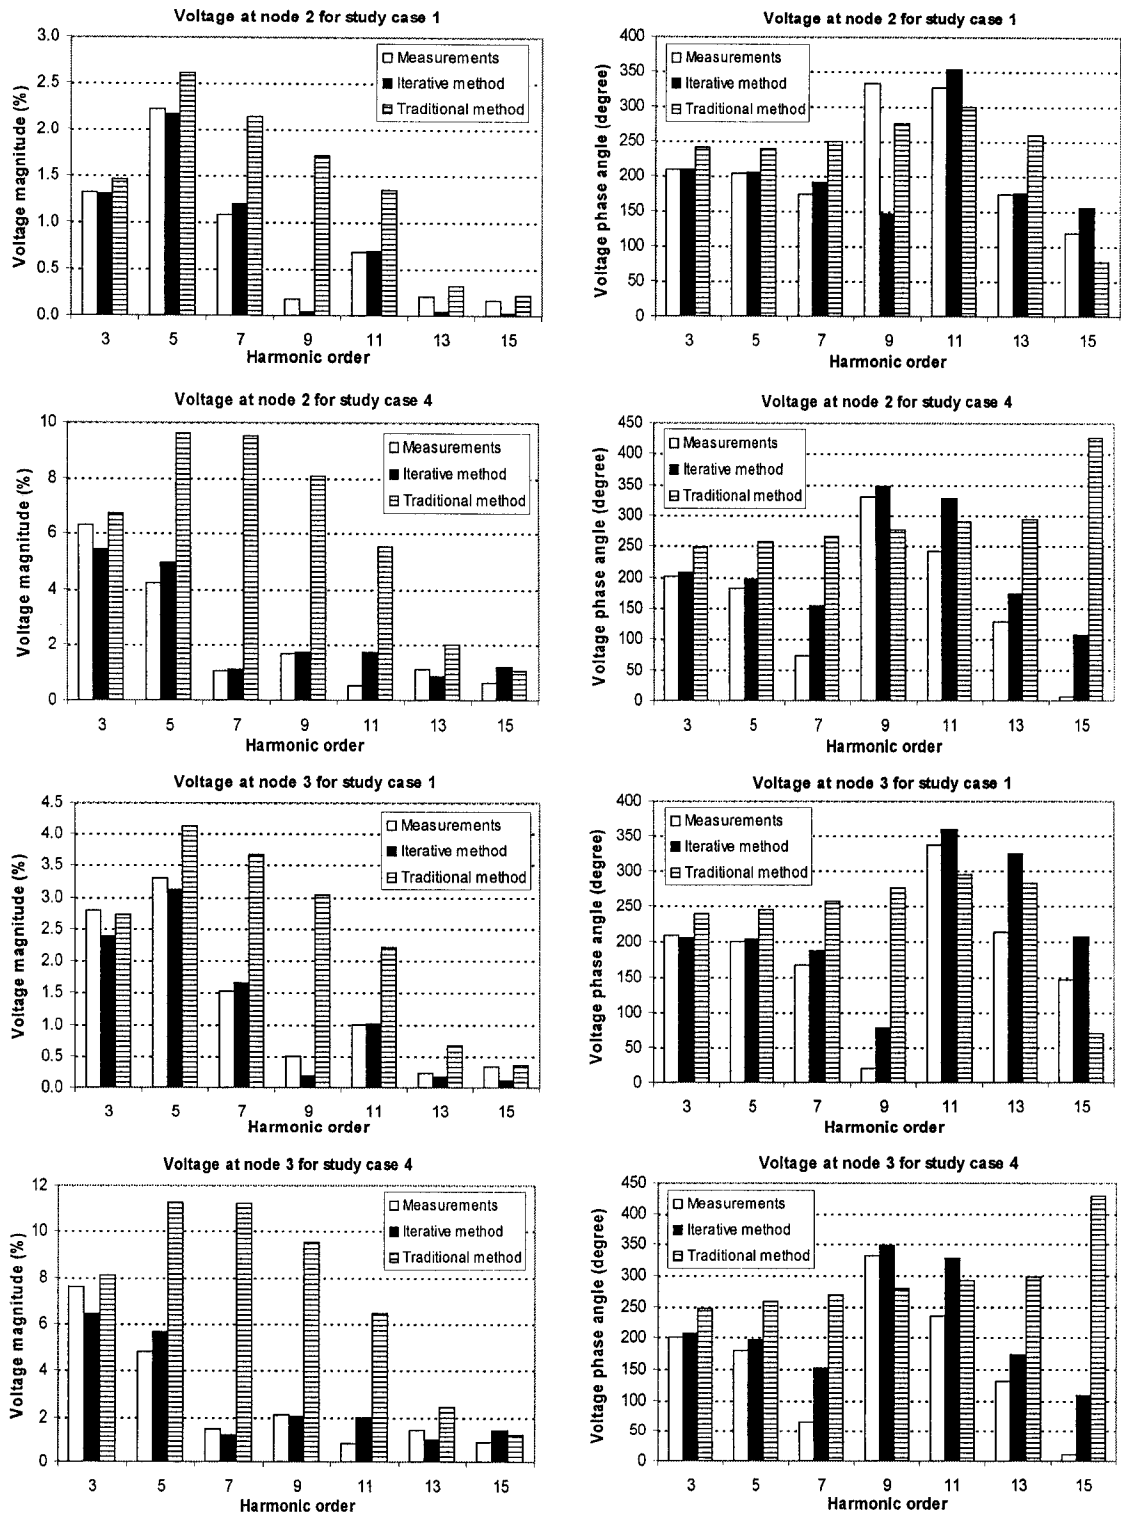 Voltage at node 2 for study case 1
Voltage magnitude (%)
3.0
2.5
2.0
1.5
1.0
0.5
0.0
Measurements
Iterative method
Traditional method
3 5 7 9 11 13 15
Harmonic order
Voltage at node 2 for study case 1
Voltage phase angle (degree)
400
350
300
250
200
150
100
50
0
Measurements
Iterative method
Traditional method
3 5 7 9 11 13 15
Harmonic order
Voltage at node 2 for study case 4
Voltage magnitude (%)
10
8
6
4
2
0
Measurements
Iterative method
Traditional method
3 5 7 9 11 13 15
Harmonic order
Voltage at node 2 for study case 4
Voltage phase angle (degree)
450
400
350
300
250
200
150
100
50
0
Measurements
Iterative method
Traditional method
3 5 7 9 11 13 15
Harmonic order
Voltage at node 3 for study case 1
Voltage magnitude (%)
4.5
4.0
3.5
3.0
2.5
2.0
1.5
1.0
0.5
0.0
Measurements
Iterative method
Traditional method
3 5 7 9 11 13 15
Harmonic order
Voltage at node 3 for study case 1
Voltage phase angle (degree)
400
350
300
250
200
150
100
50
0
Measurements
Iterative method
Traditional method
3 5 7 9 11 13 15
Harmonic order
Voltage at node 3 for study case 4
Voltage magnitude (%)
12
10
8
6
4
2
0
Measurements
Iterative method
Traditional method
3 5 7 9 11 13 15
Harmonic order
Voltage at node 3 for study case 4
Voltage phase angle (degree)
450
400
350
300
250
200
150
100
50
0
Measurements
Iterative method
Traditional method
3 5 7 9 11 13 15
Harmonic order